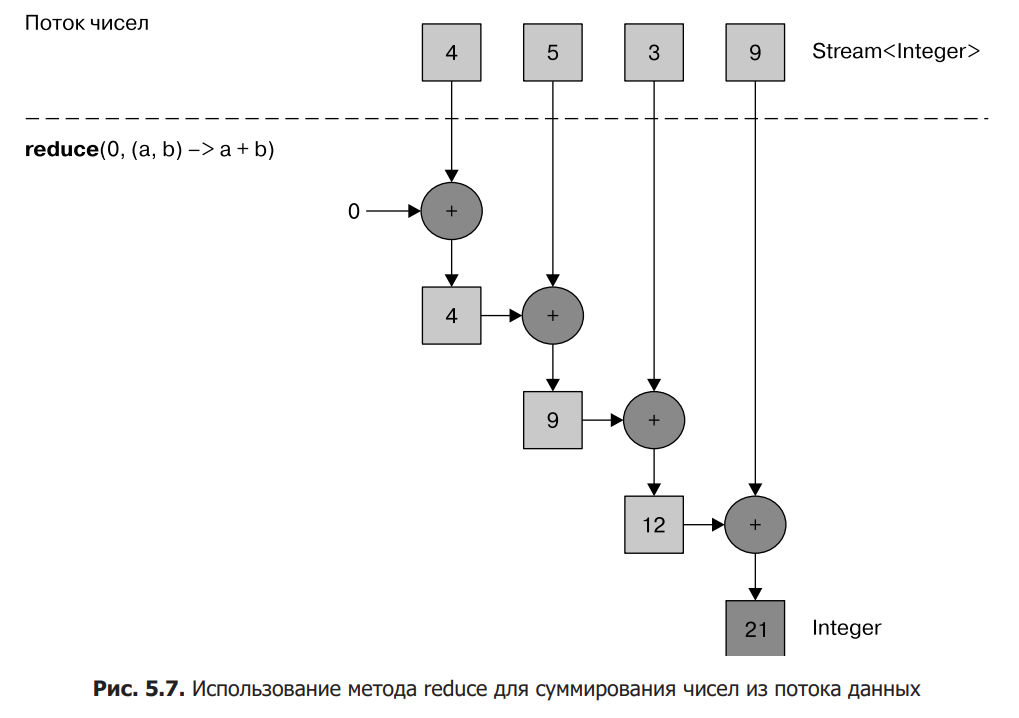 Поток чисел
4 5 3 9 Stream<Integer>
reduce(0, (a, b) –> a + b)
0 +
4 +
9 +
12 +
21 Integer
Рис. 5.7. Использование метода reduce для суммирования чисел из потока данных